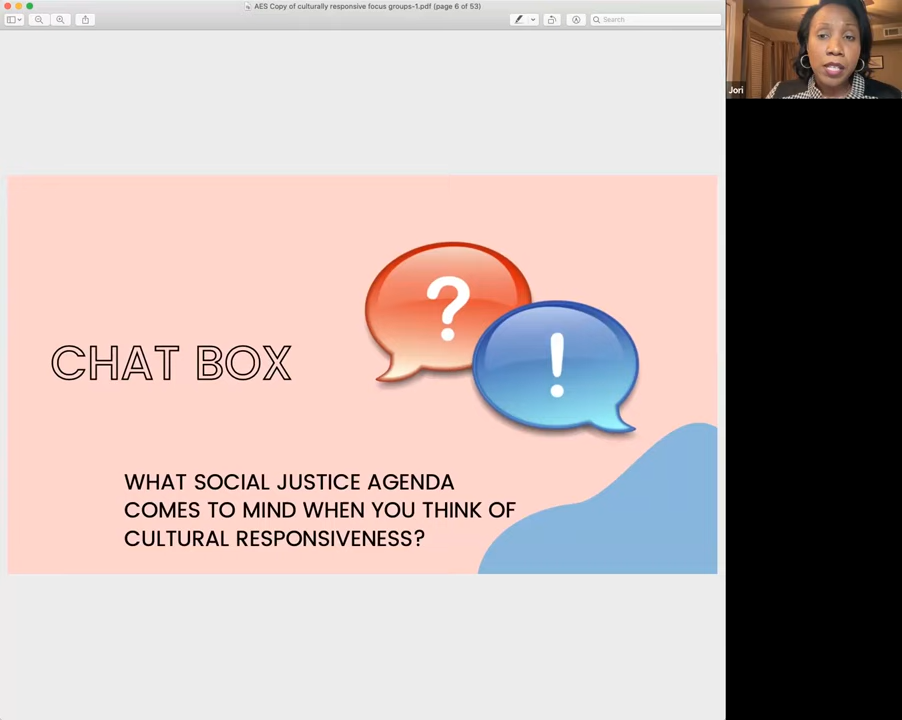 AES Copy of culturally responsive focus groups-1.pdf (page 6 of 53)
Search
Jori
?
!
CHAT BOX
WHAT SOCIAL JUSTICE AGENDA
COMES TO MIND WHEN YOU THINK OF
CULTURAL RESPONSIVENESS?